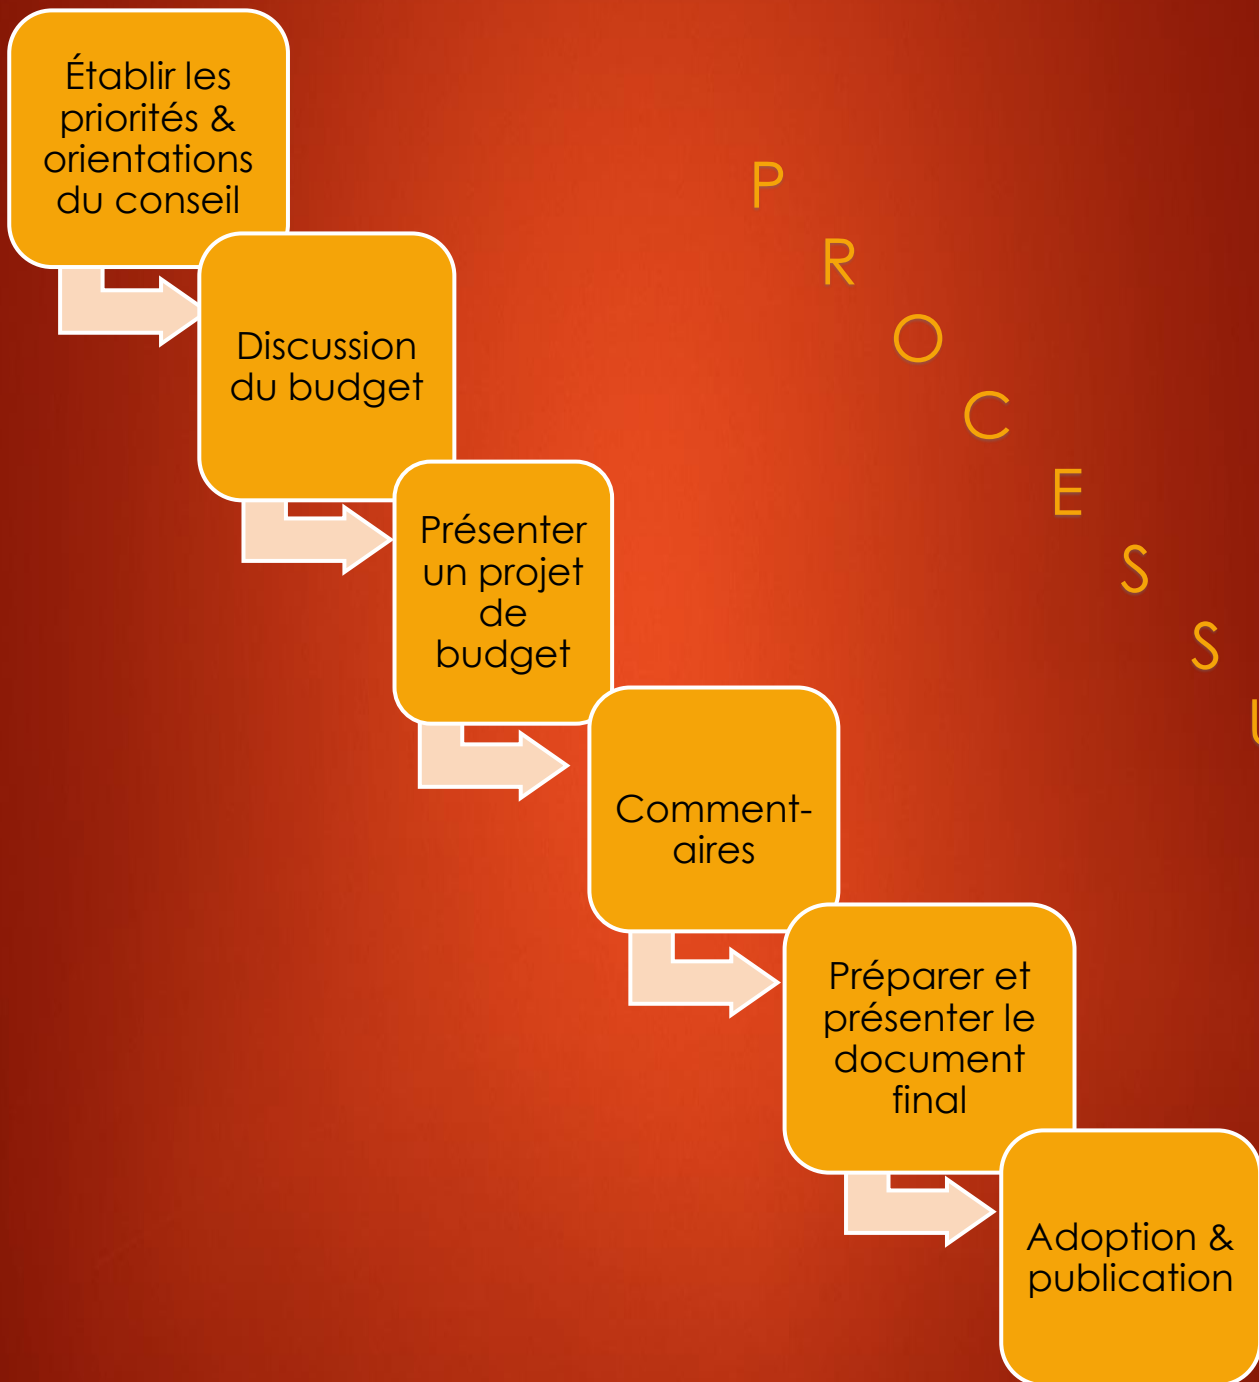 Établir les
priorités &
orientations
du conseil
Discussion
du budget
Présenter
un projet
de
budget
Comment-
aires
Préparer et
présenter le
document
final
Adoption &
publication
P
R
O
C
E
S
S